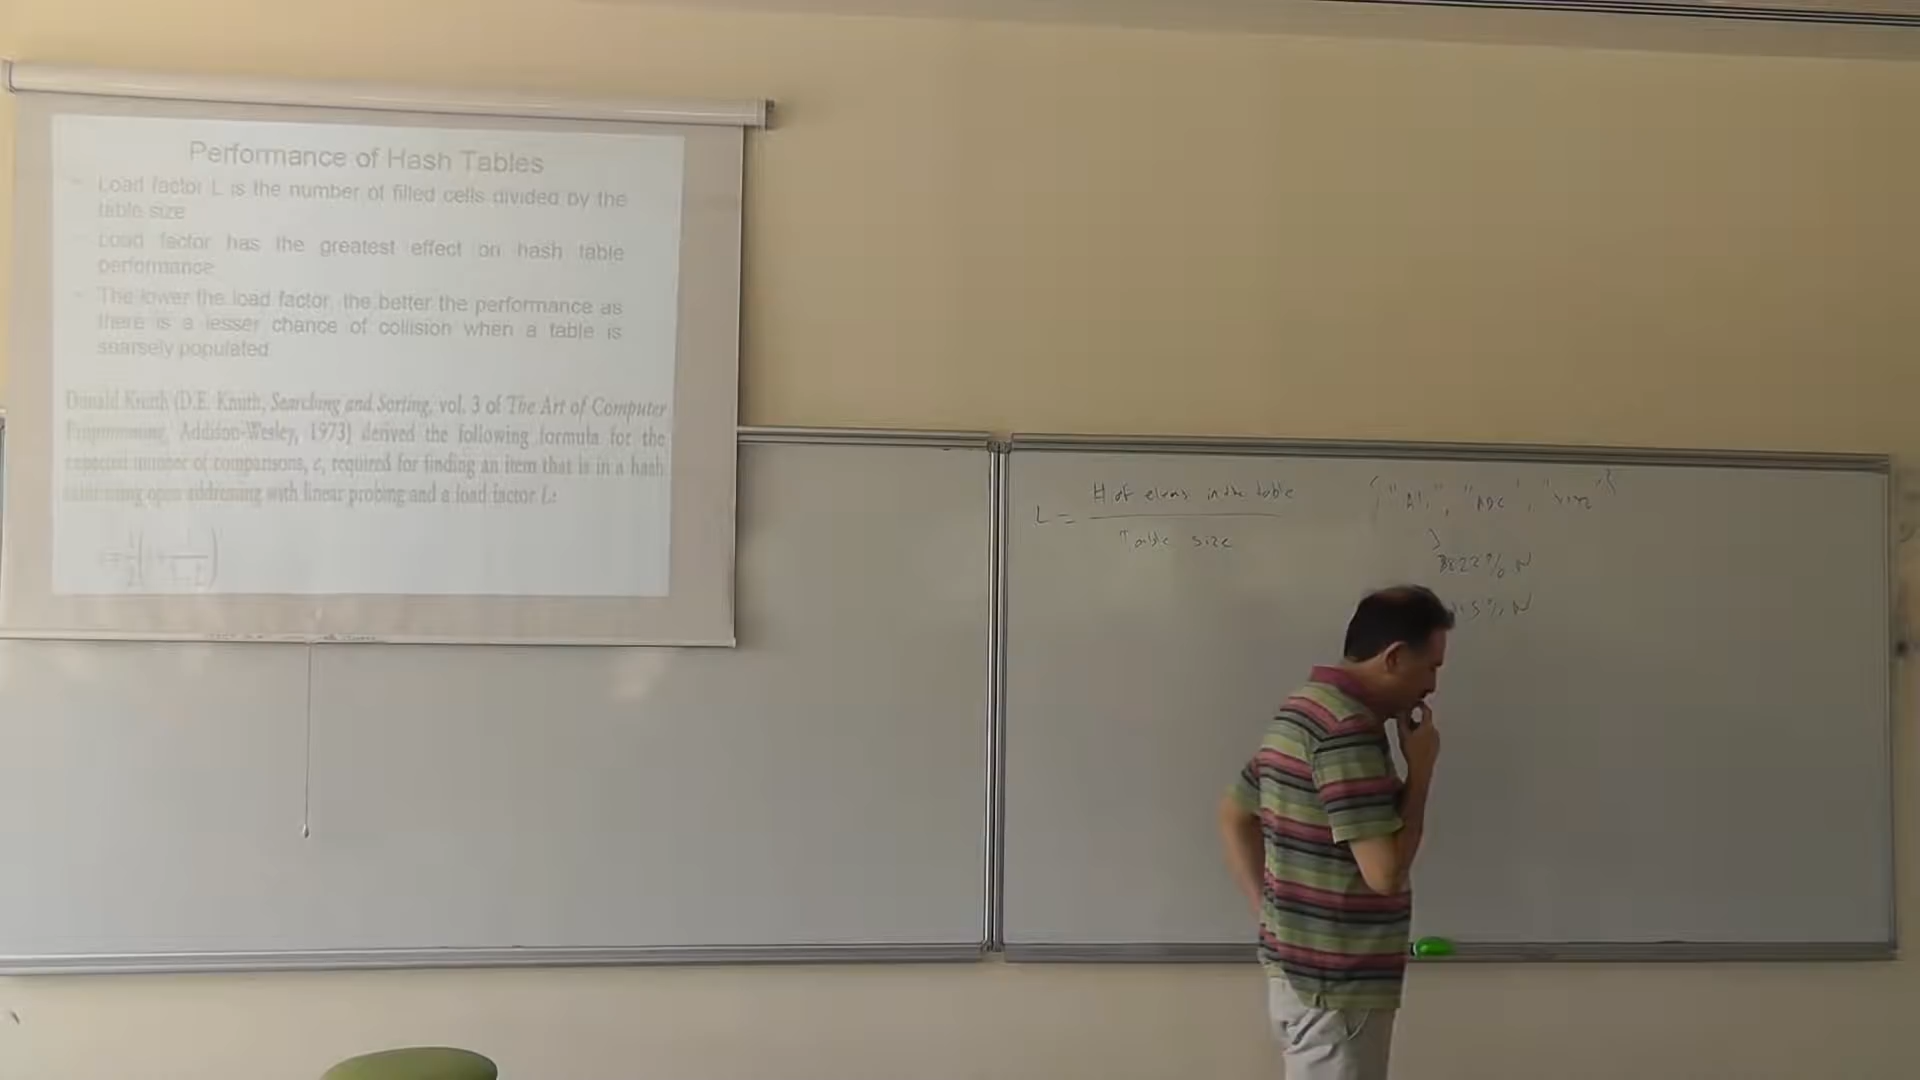 Performance of Hash Tables
– Load factor L is the number of filled cells divided by the
table size
– Load factor has the greatest effect on hash table
performance
– The lower the load factor, the better the performance as
there is a lesser chance of collision when a table is
searsely populated
Donald Knuth (D.E. Knuth, Searching and Sorting, vol. 3 of The Art of Computer
Programming, Addison-Wesley, 1973) derived the following formula for the
expected number of comparisons, c, required for finding an item that is in a hash
open addressing with linear probing and a load factor L:
L = # of elems in the table
Table size
"Ali", "ABC", "xyz"
% N
% N